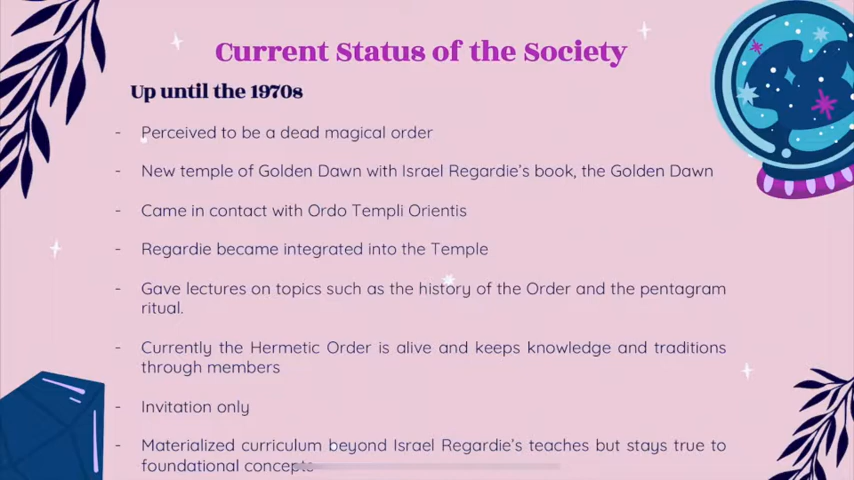 Current Status of the Society
Up until the 1970s
- Perceived to be a dead magical order
- New temple of Golden Dawn with Israel Regardie's book, the Golden Dawn
- Came in contact with Ordo Templi Orientis
- Regardie became integrated into the Temple
- Gave lectures on topics such as the history of the Order and the pentagram
ritual.
- Currently the Hermetic Order is alive and keeps knowledge and traditions
through members
- Invitation only
- Materialized curriculum beyond Israel Regardie's teaches but stays true to
foundational concepts